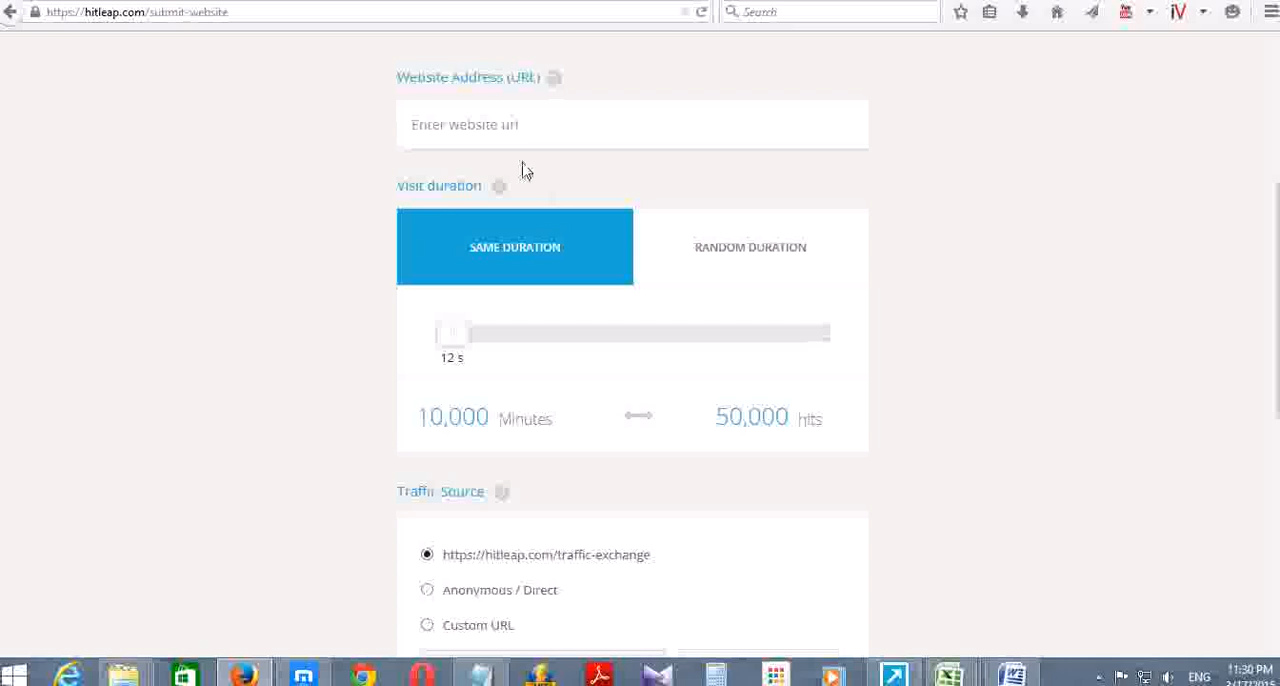 https://hitleap.com/submit-website
Search
Website Address (URL)
Enter website url
Visit duration
SAME DURATION
RANDOM DURATION
12 s
10,000 Minutes
50,000 hits
Traffic Source
https://hitleap.com/traffic-exchange
Anonymous / Direct
Custom URL
ENG
11:30 PM